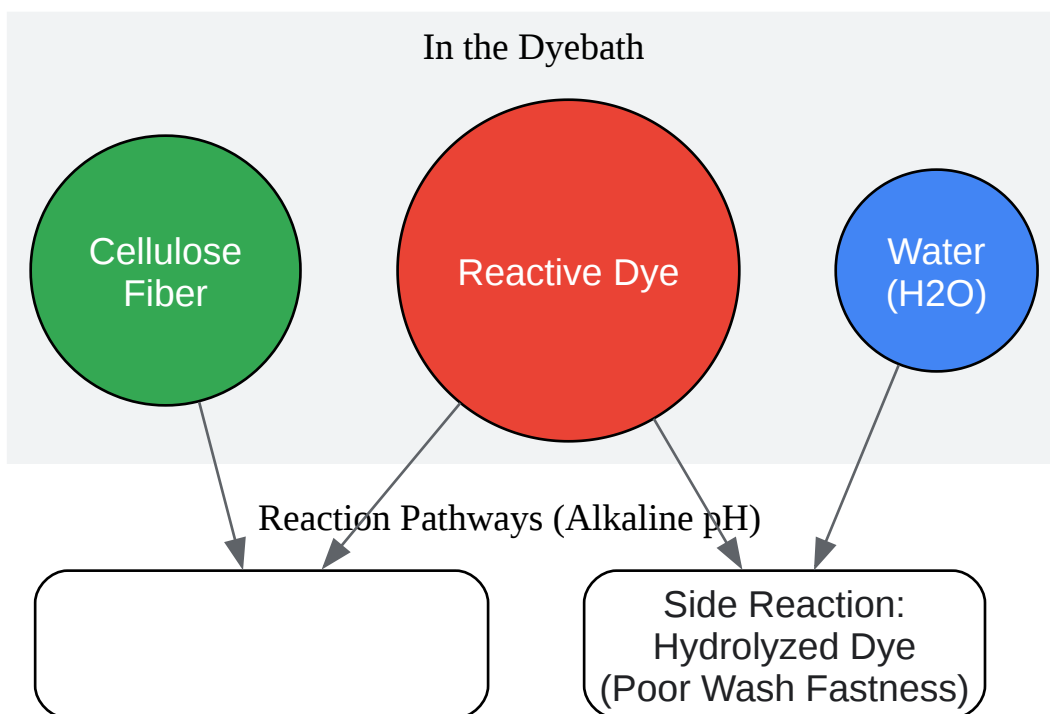 In the Dyebath
Cellulose
Fiber
Reactive Dye
Water
(H2O)
Reaction Pathways (Alkaline pH)
Side Reaction:
Hydrolyzed Dye
(Poor Wash Fastness)